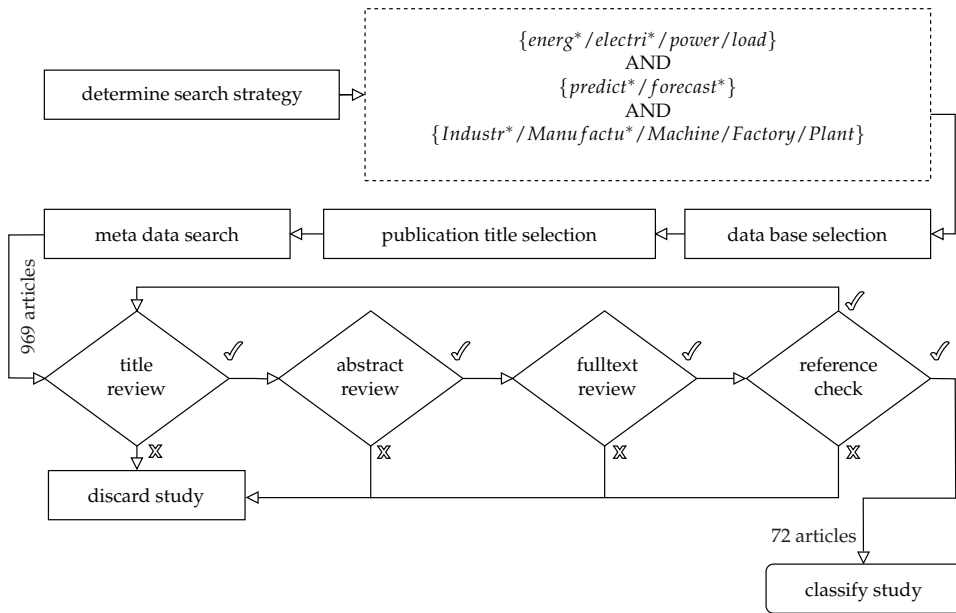 determine search strategy
{energ*/electri*/power/load}
AND
{predict*/forecast*}
AND
{Industr*/Manufactu*/Machine/Factory/Plant}
meta data search
publication title selection
data base selection
969 articles
title
review
abstract
review
fulltext
review
reference
check
discard study
72 articles
classify study